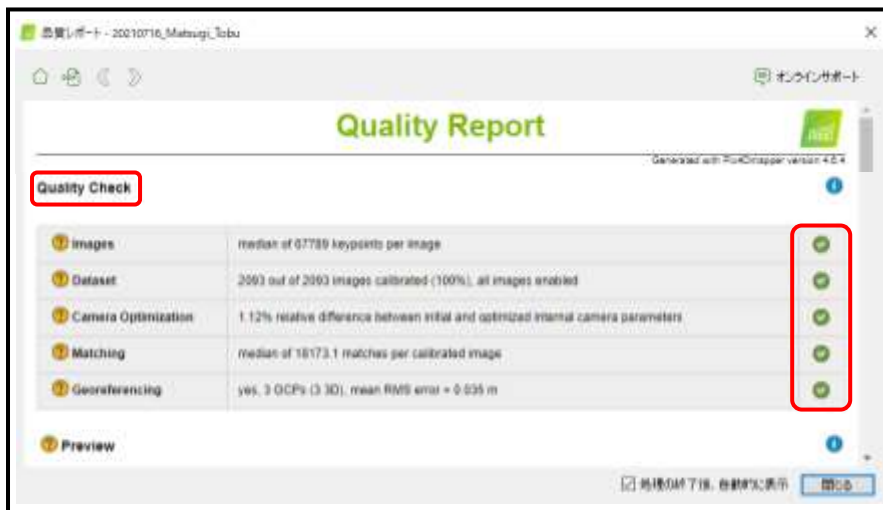 品質レポート - 20210716_Matsugi_Tobu
オンラインサポート
Quality Report
Generated with Pix4Dmapper version 4.6.4
Quality Check
Images median of 67789 keypoints per image
Dataset 2093 out of 2093 images calibrated (100%), all images enabled
Camera Optimization 1.12% relative difference between initial and optimized internal camera parameters
Matching median of 18173.1 matches per calibrated image
Georeferencing yes, 3 GCPs (3 3D), mean RMS error = 0.035 m
Preview
処理の終了後、自動的に表示 閉じる